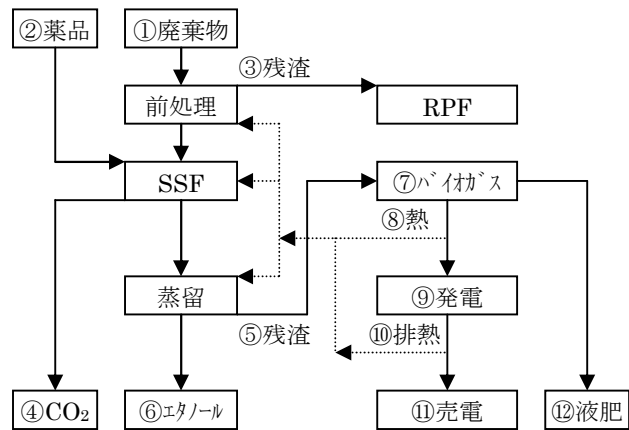 ②薬品
①廃棄物
③残渣
前処理
RPF
SSF
⑦ﾊﾞｲｵｶﾞｽ
⑧熱
蒸留
⑨発電
⑤残渣
⑩排熱
④CO₂
⑥ｴﾀﾉｰﾙ
⑪売電
⑫液肥